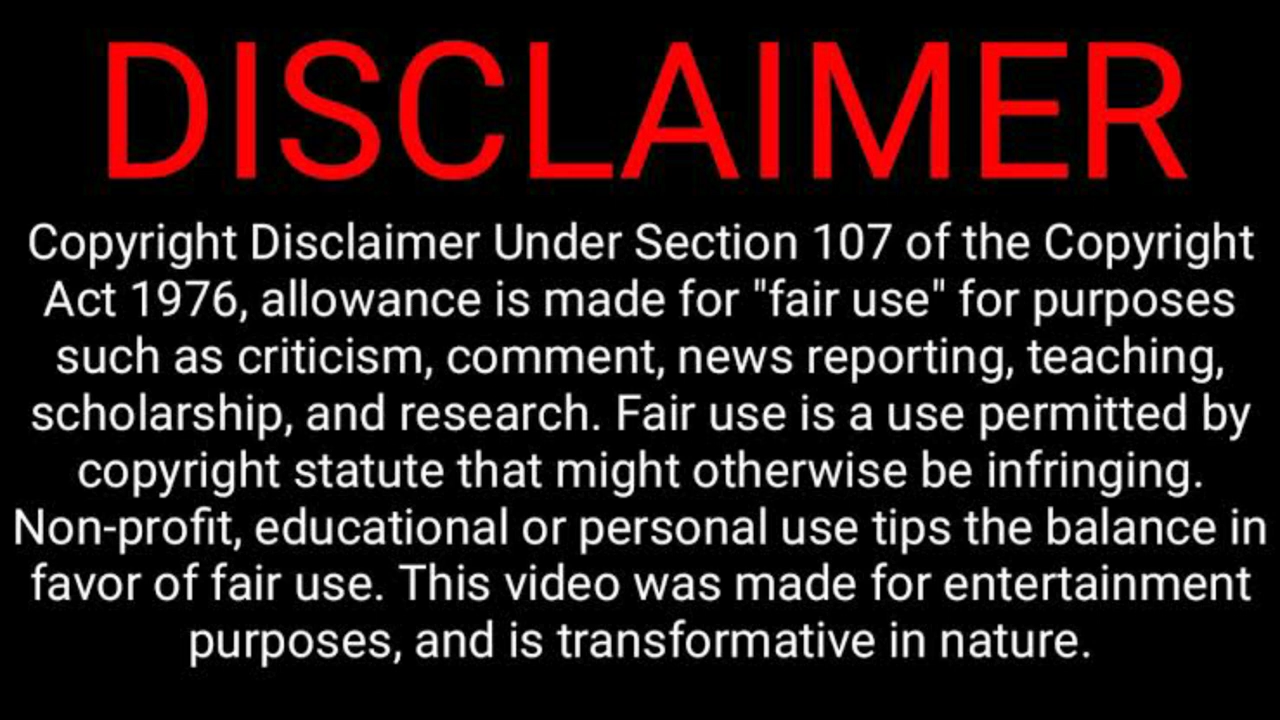 DISCLAIMER
Copyright Disclaimer Under Section 107 of the Copyright
Act 1976, allowance is made for "fair use" for purposes
such as criticism, comment, news reporting, teaching,
scholarship, and research. Fair use is a use permitted by
copyright statute that might otherwise be infringing.
Non-profit, educational or personal use tips the balance in
favor of fair use. This video was made for entertainment
purposes, and is transformative in nature.